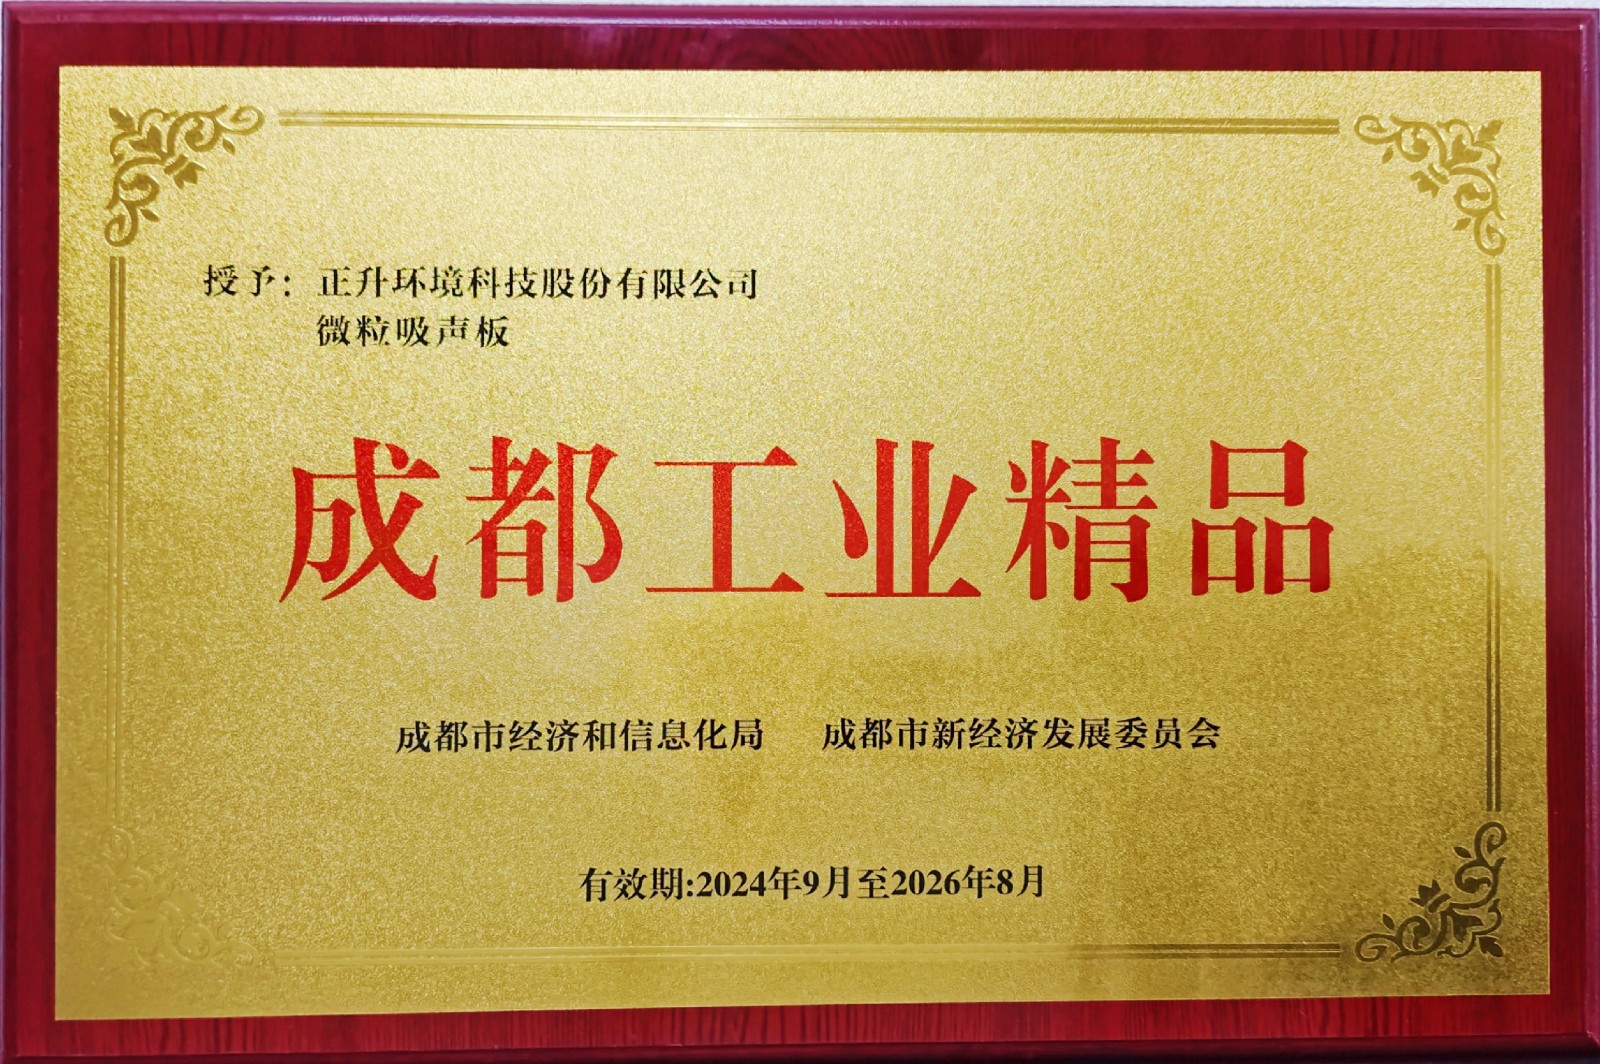 授予：正升环境科技股份有限公司
微粒吸声板
成都工业精品
成都市经济和信息化局 成都市新经济发展委员会
有效期:2024年9月至2026年8月